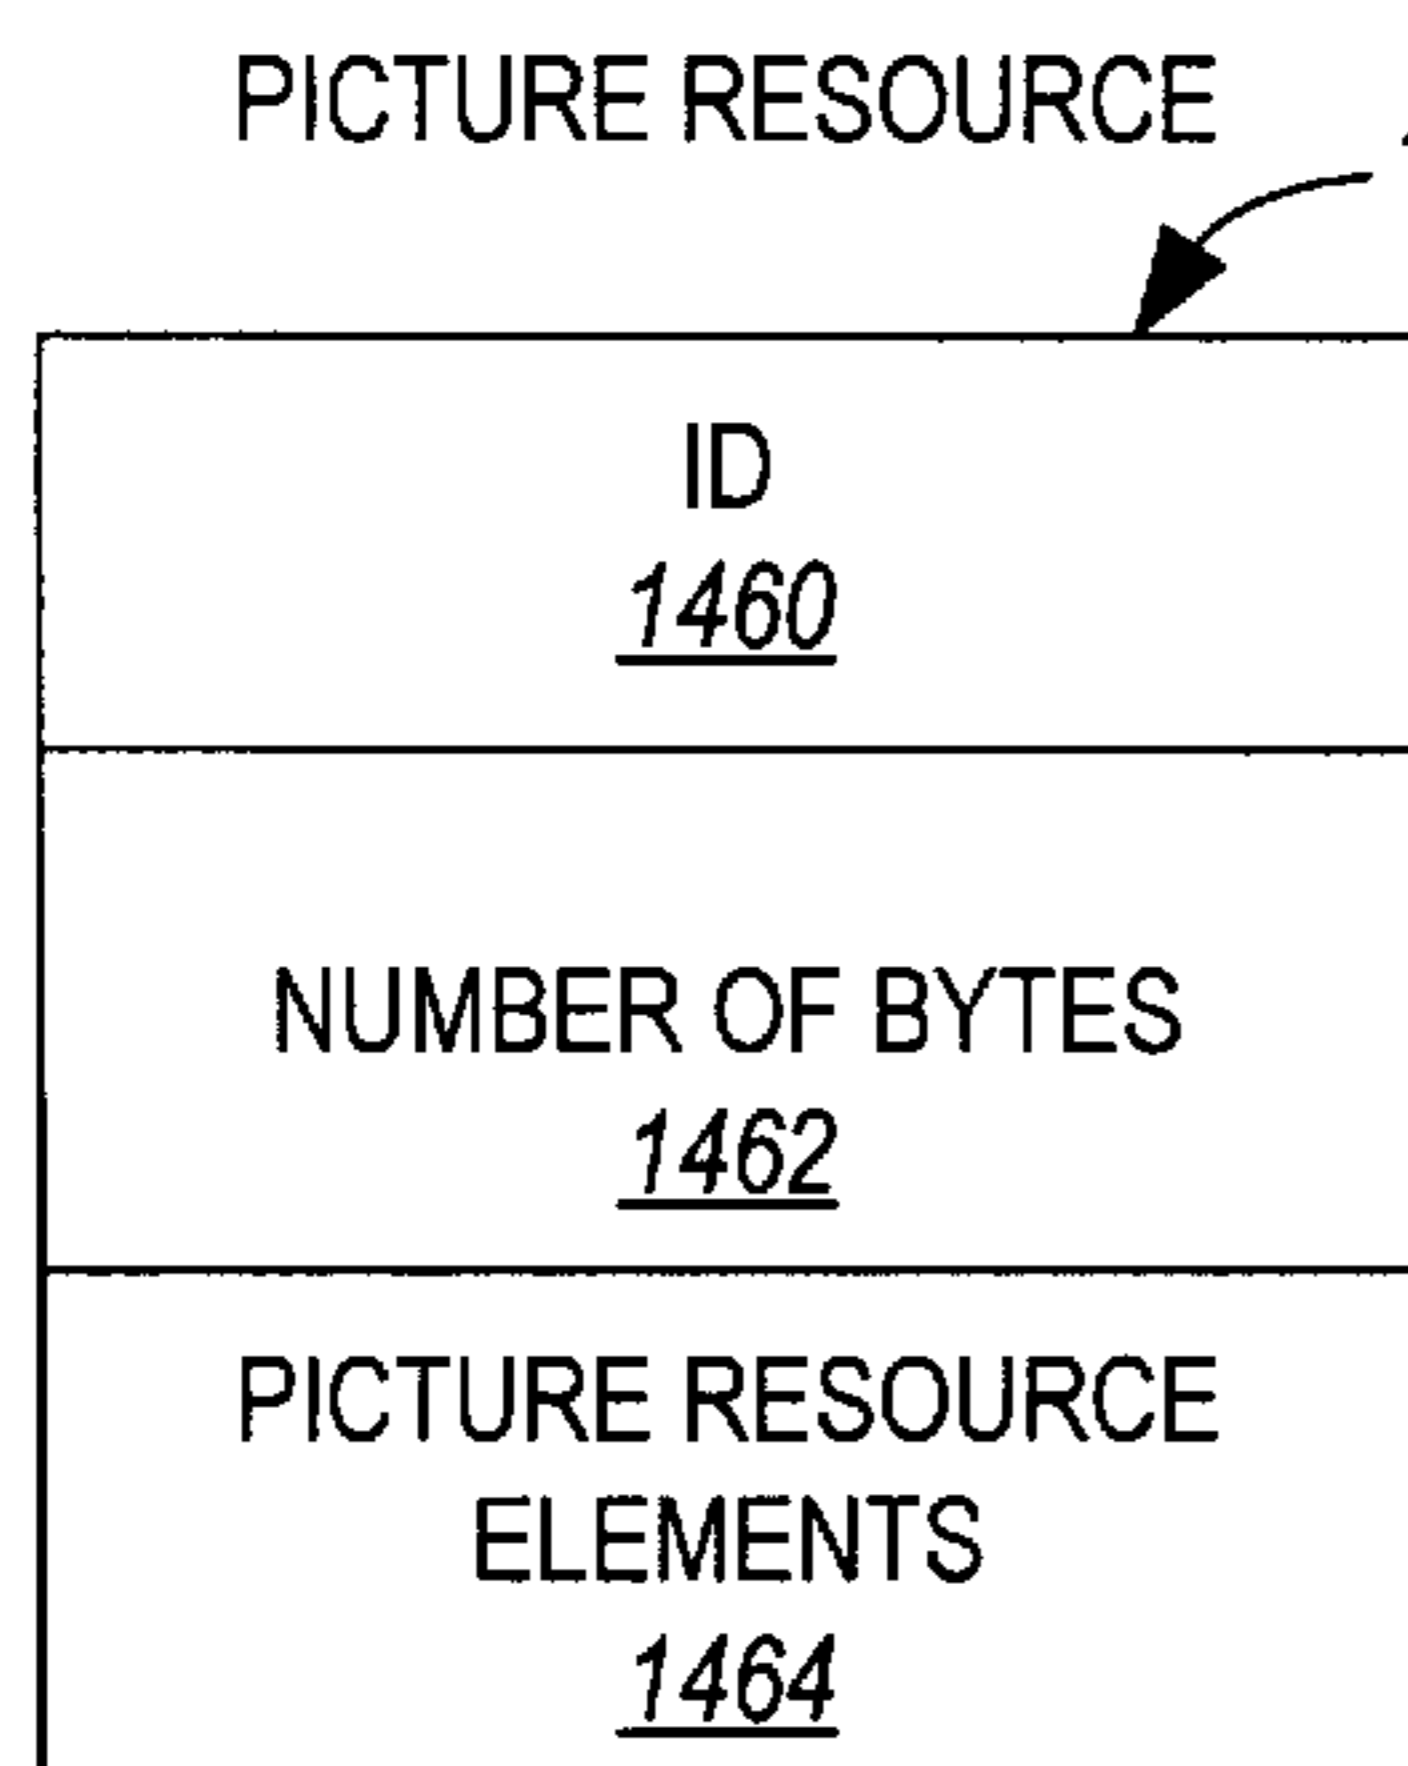 PICTURE RESOURCE
ID
1460
NUMBER OF BYTES
1462
PICTURE RESOURCE
ELEMENTS
1464